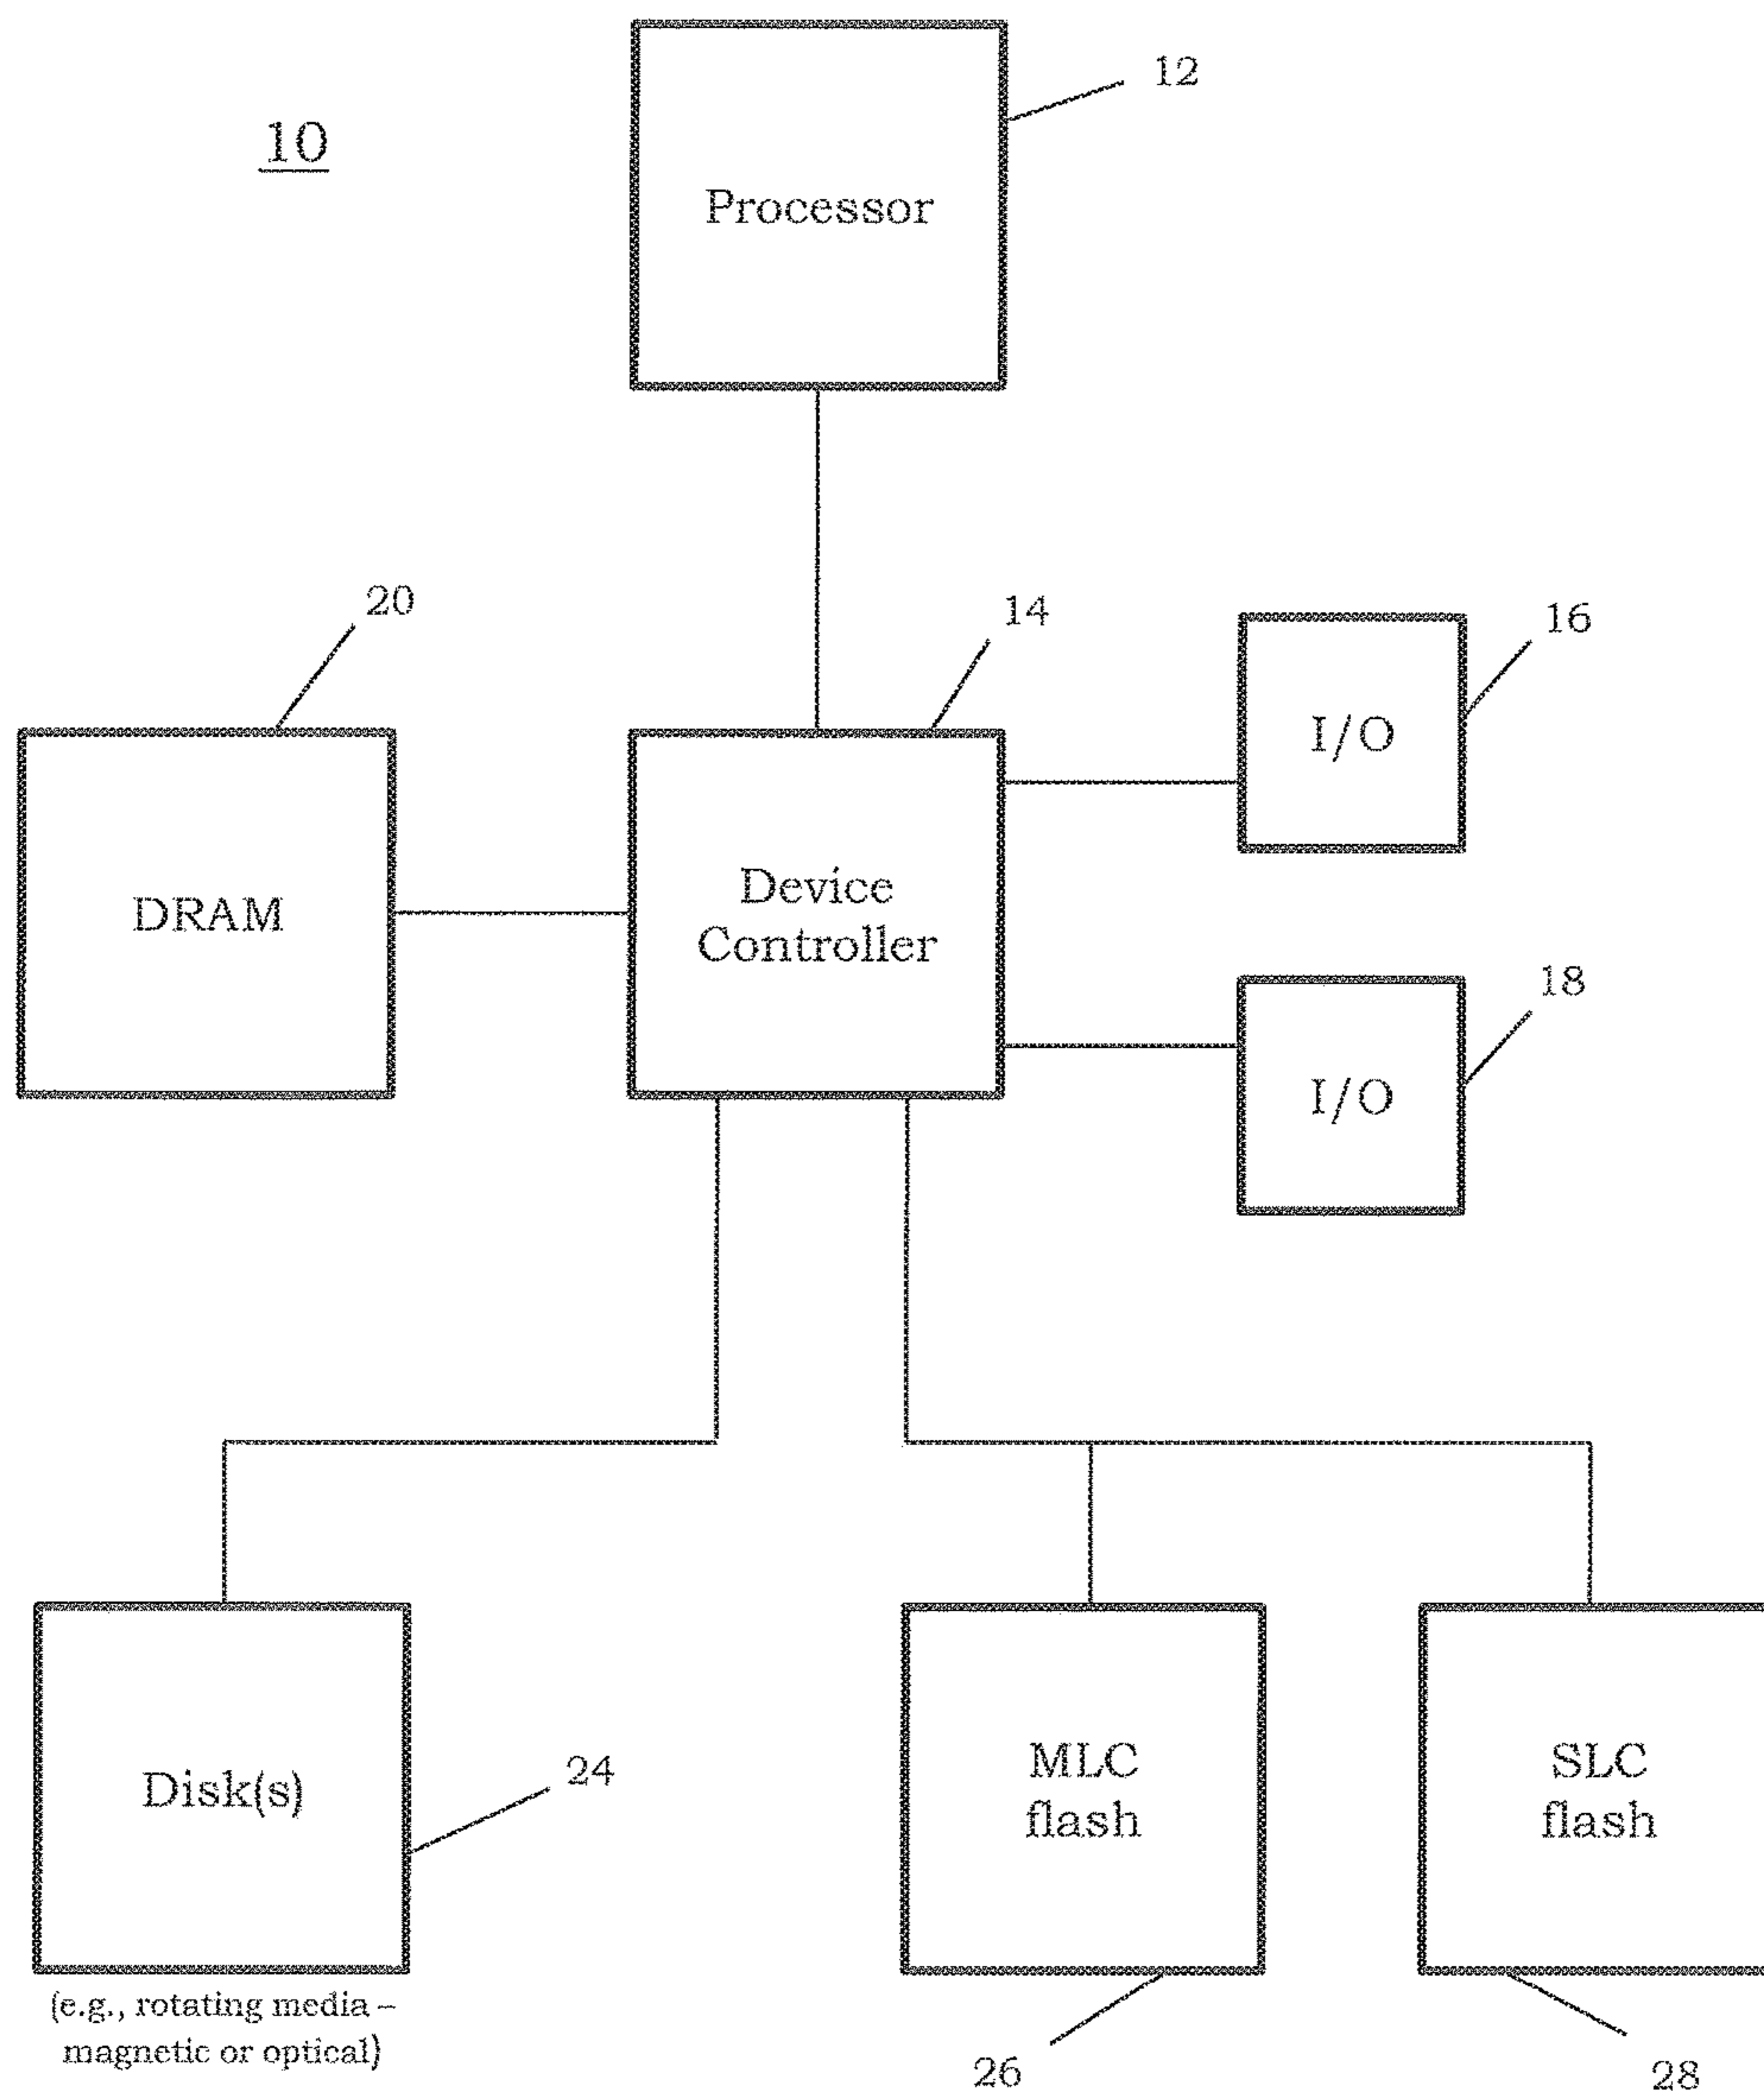 10
Processor
12
20
14
16
DRAM
Device
Controller
I/O
18
I/O
Disk(s)
24
MLC
flash
SLC
flash
(e.g., rotating media –
magnetic or optical)
26
28